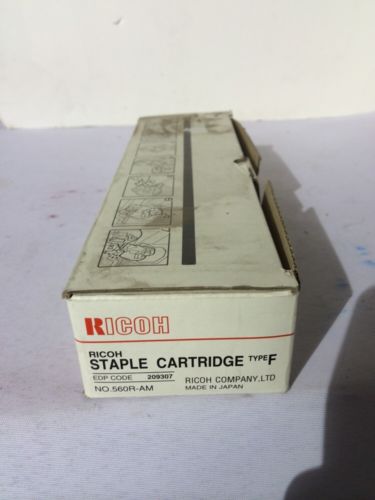 RICOH
RICOH
STAPLE CARTRIDGE TYPE F
EDP CODE 209307 RICOH COMPANY,LTD
NO.560R-AM MADE IN JAPAN